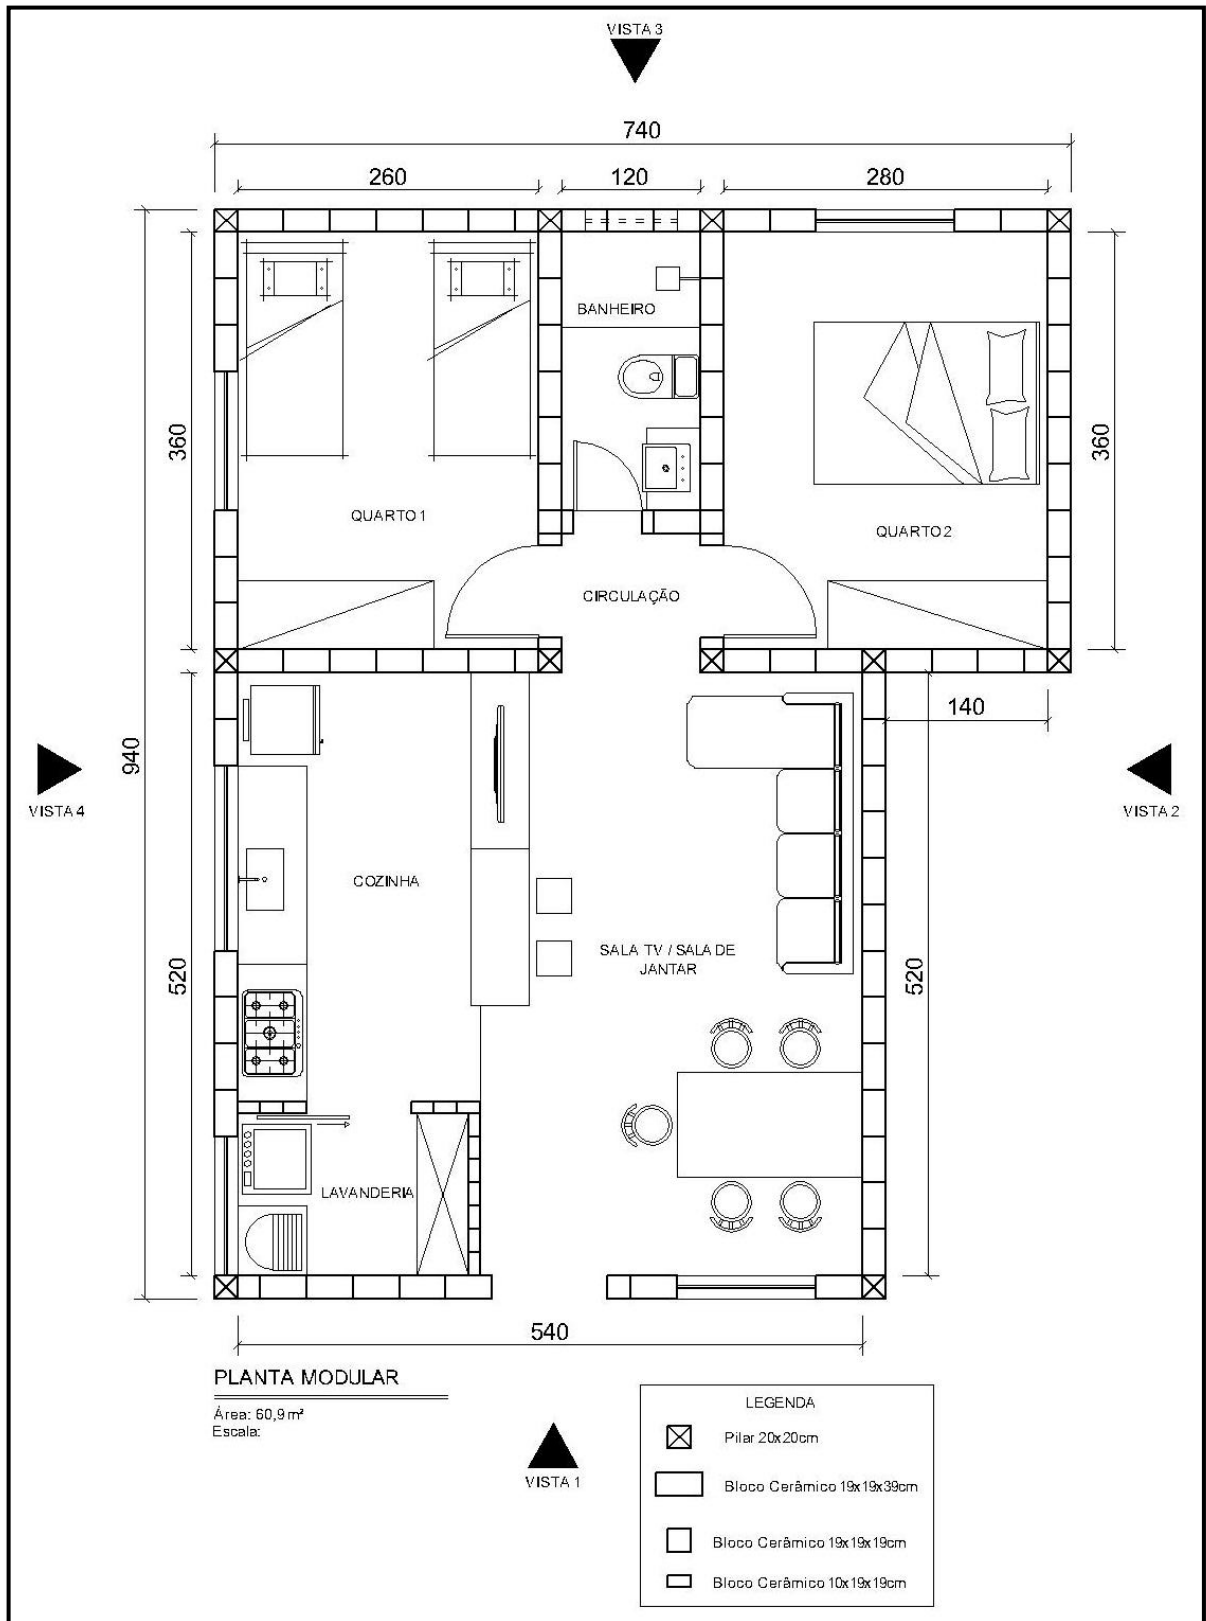 VISTA 3
740
260
120
280
BANHEIRO
360
360
QUARTO 1
QUARTO 2
CIRCULAÇÃO
140
940
VISTA 4
VISTA 2
COZINHA
SALA TV / SALA DE
JANTAR
520
520
LAVANDERIA
540
PLANTA MODULAR
Área: 60,9 m²
Escala:
VISTA 1
LEGENDA
Pilar 20x20cm
Bloco Cerâmico 19x19x39cm
Bloco Cerâmico 19x19x19cm
Bloco Cerâmico 10x19x19cm